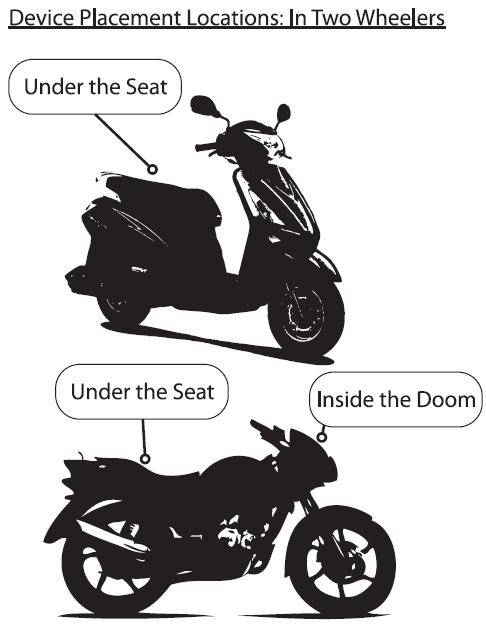 Device Placement Locations: In Two Wheelers
Under the Seat
Under the Seat
Inside the Doom